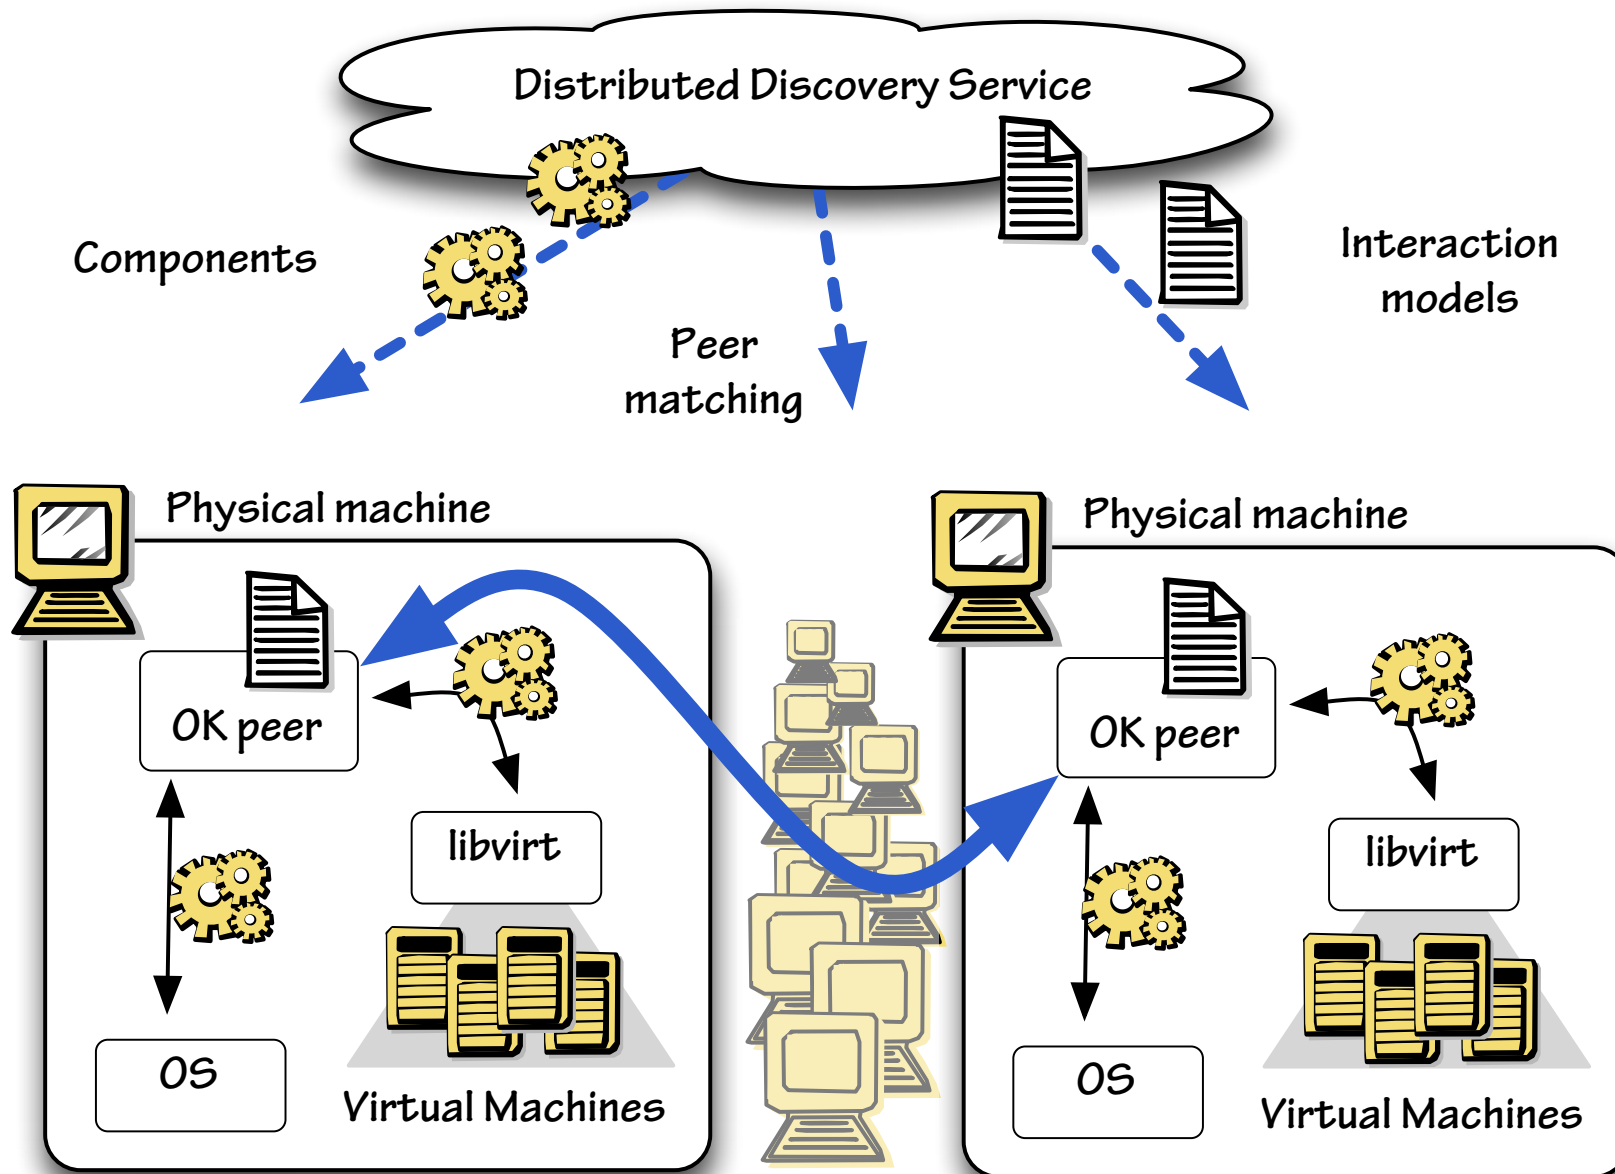 Distributed Discovery Service
Components
Interaction
models
Peer
matching
Physical machine
OK peer
libvirt
OS
Virtual Machines
Physical machine
OK peer
libvirt
OS
Virtual Machines